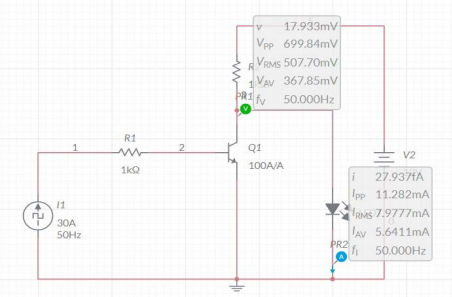 v 17.933mV
VPP 699.84mV
VRMS 507.70mV
VAV 367.85mV
fV 50.000Hz
PR1
R1
1
2
1kΩ
Q1
100A/A
V2
I1
30A
50Hz
i 27.937fA
IPP 11.282mA
IRMS 7.9777mA
IAV 5.6411mA
fI 50.000Hz
PR2
V
A